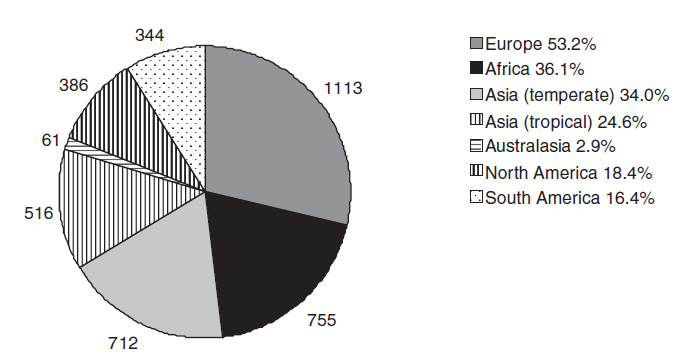 344
386
61
516
712
755
1113
Europe 53.2%
Africa 36.1%
Asia (temperate) 34.0%
Asia (tropical) 24.6%
Australasia 2.9%
North America 18.4%
South America 16.4%